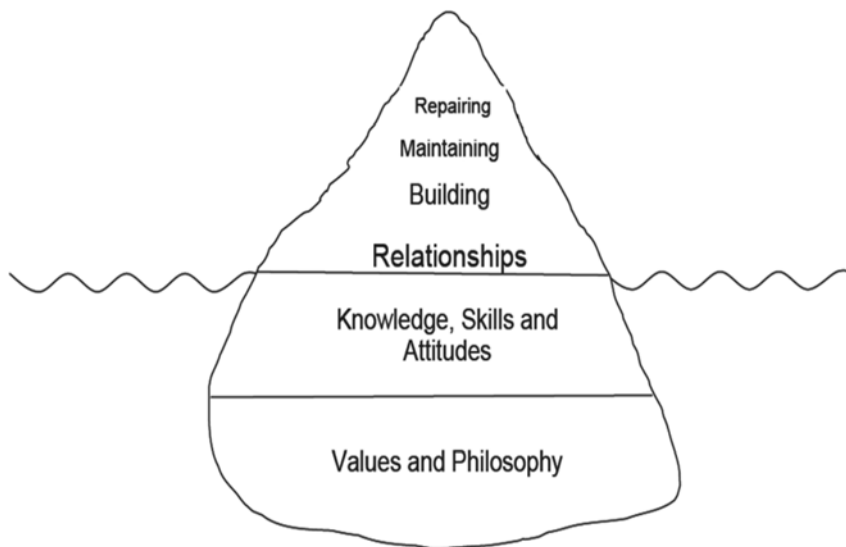 Repairing
Maintaining
Building
Relationships
Knowledge, Skills and
Attitudes
Values and Philosophy